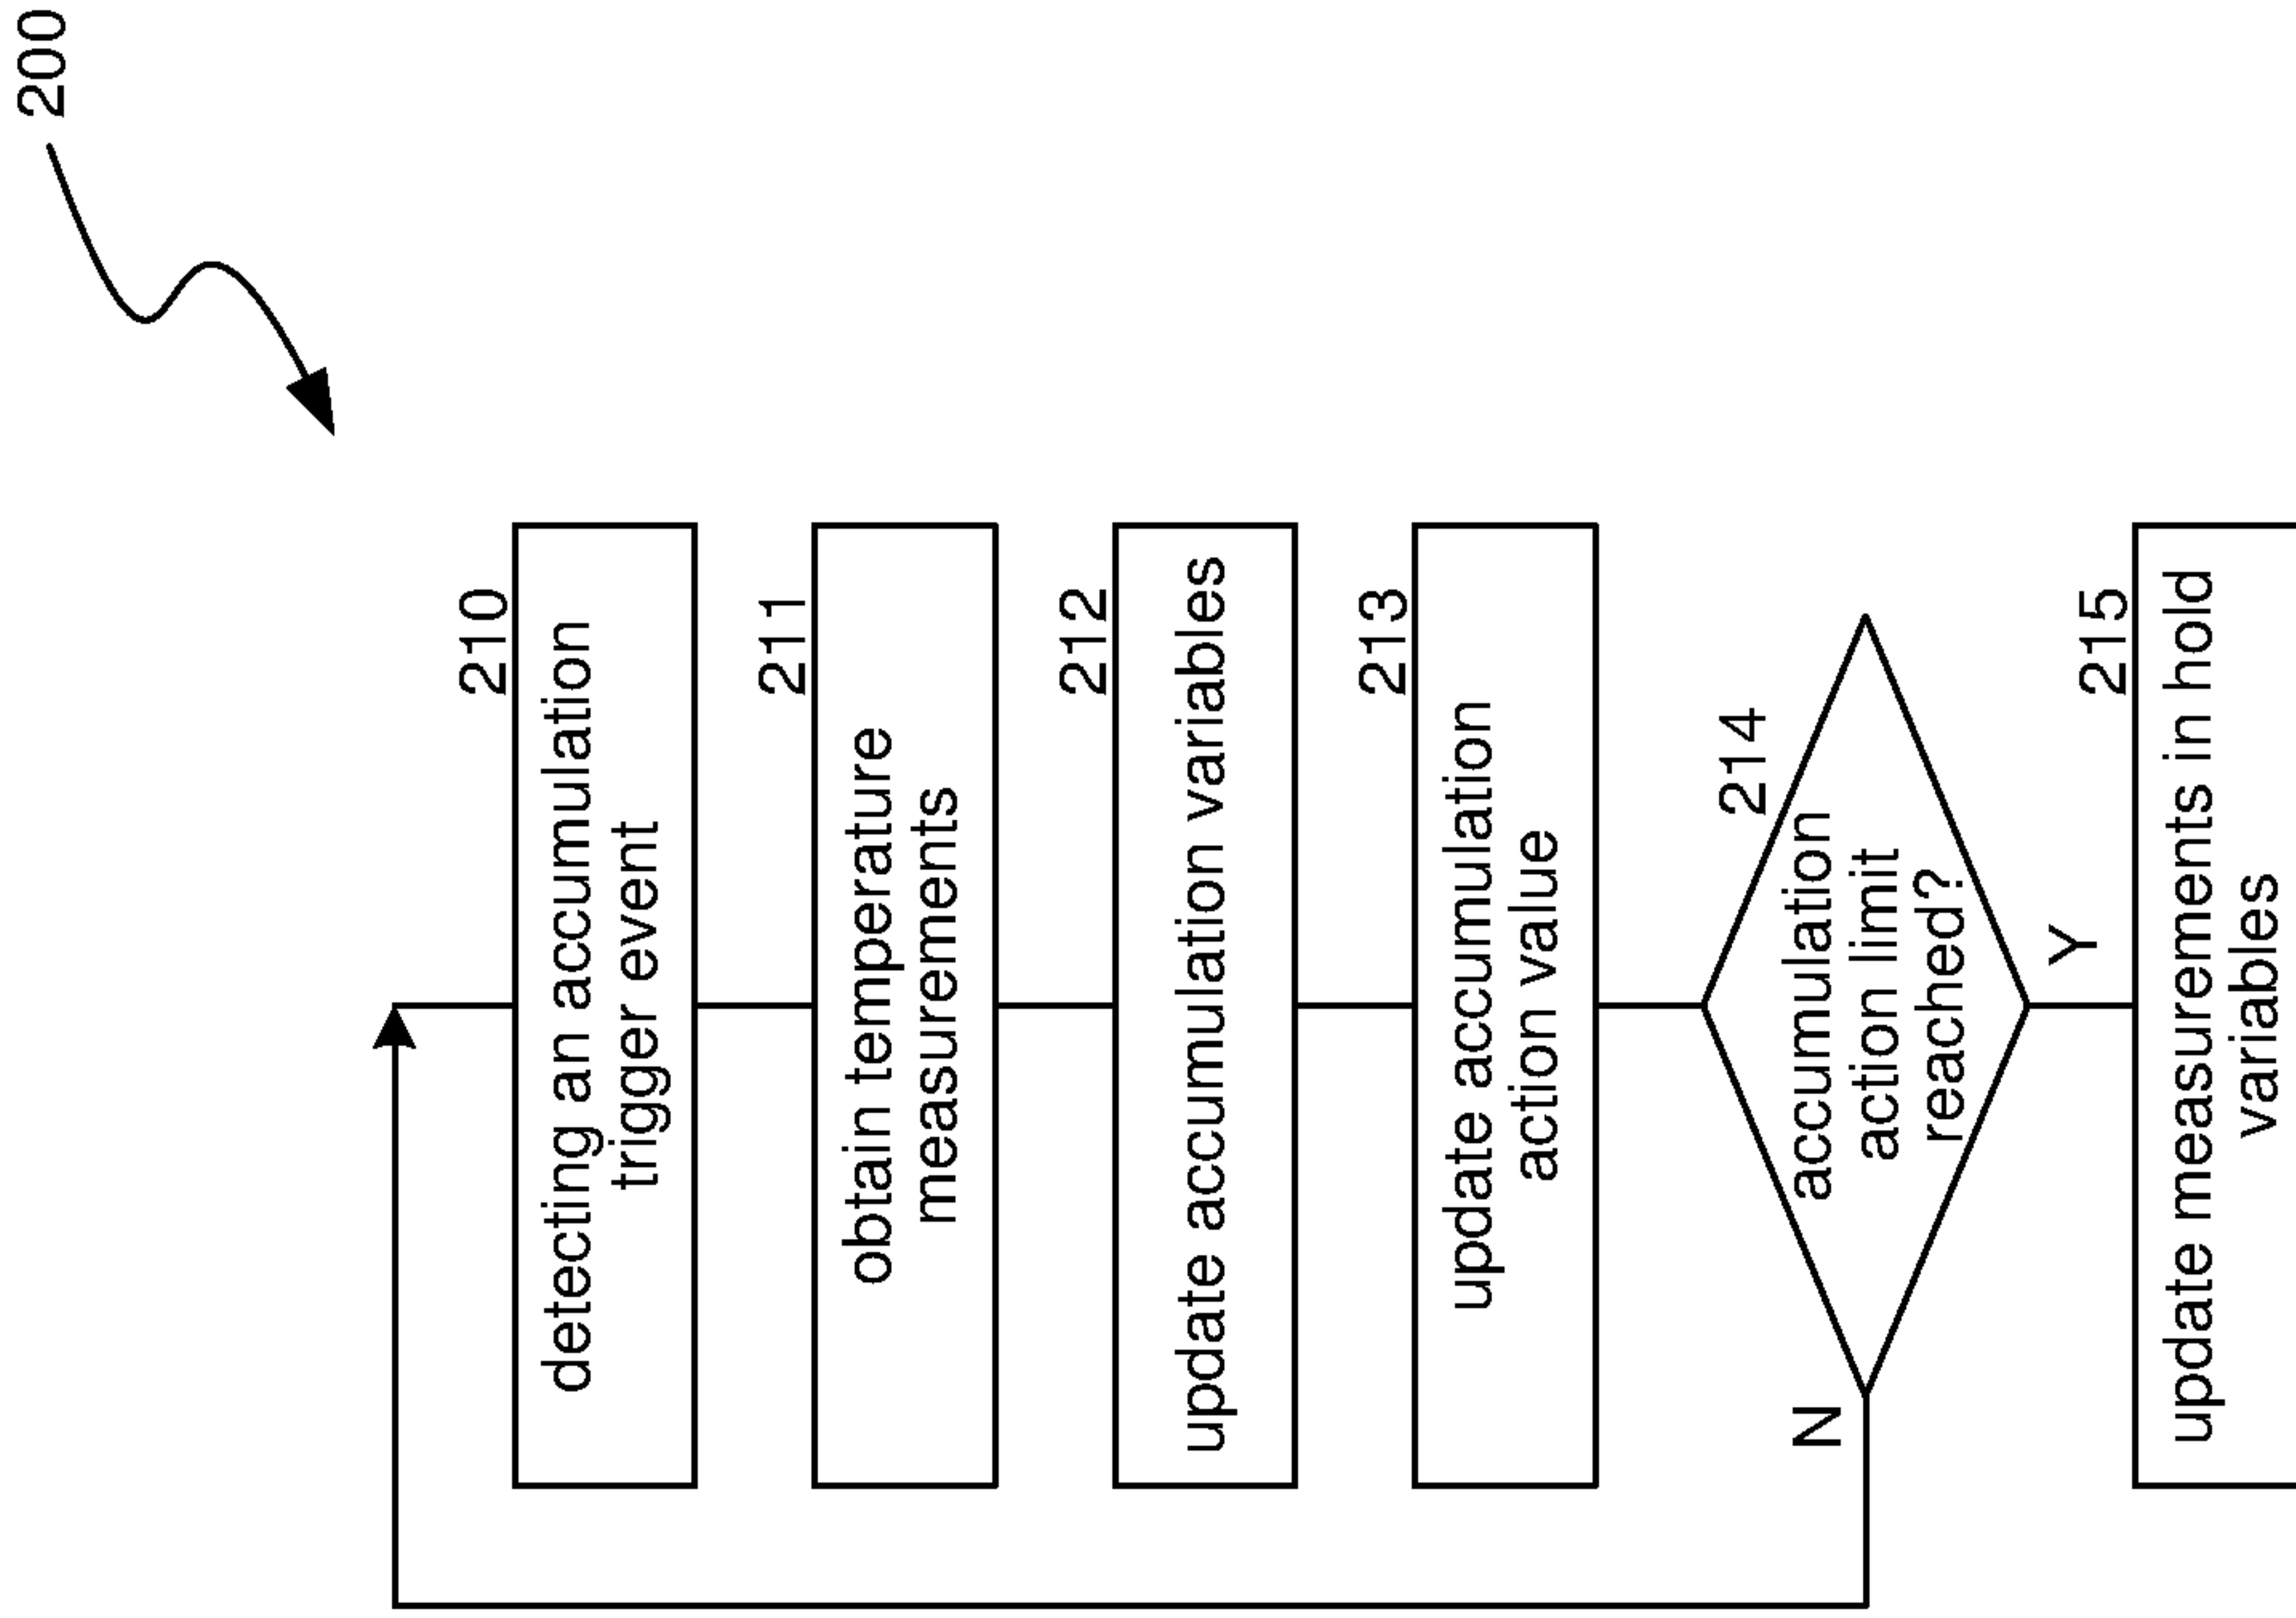 200
210
detecting an accumulation
trigger event
211
obtain temperature
measurements
212
update accumulation variables
213
update accumulation
action value
214
accumulation
action limit
reached?
N
Y
215
update measurements in hold
variables